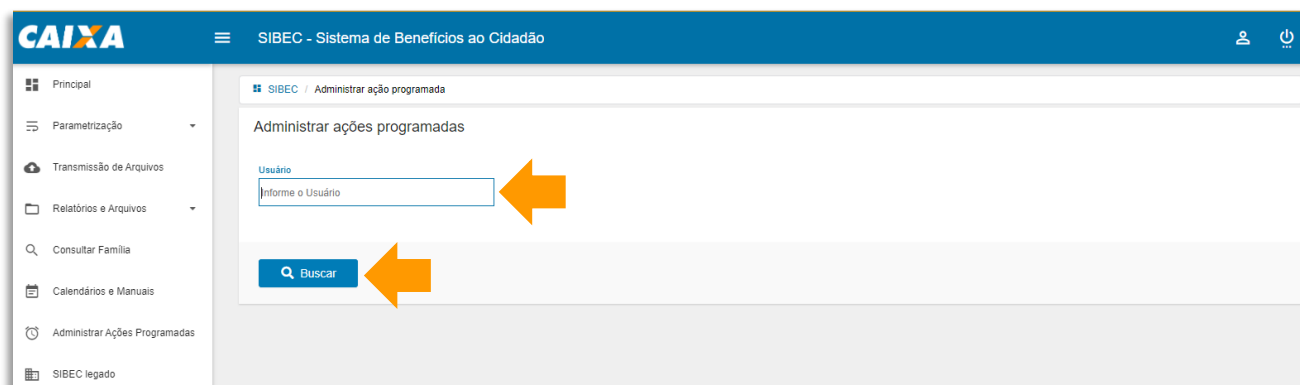 CAIXA
SIBEC - Sistema de Benefícios ao Cidadão
Principal
Parametrização
Transmissão de Arquivos
Relatórios e Arquivos
Consultar Família
Calendários e Manuais
Administrar Ações Programadas
SIBEC legado
SIBEC / Administrar ação programada
Administrar ações programadas
Usuário
Informe o Usuário
Buscar